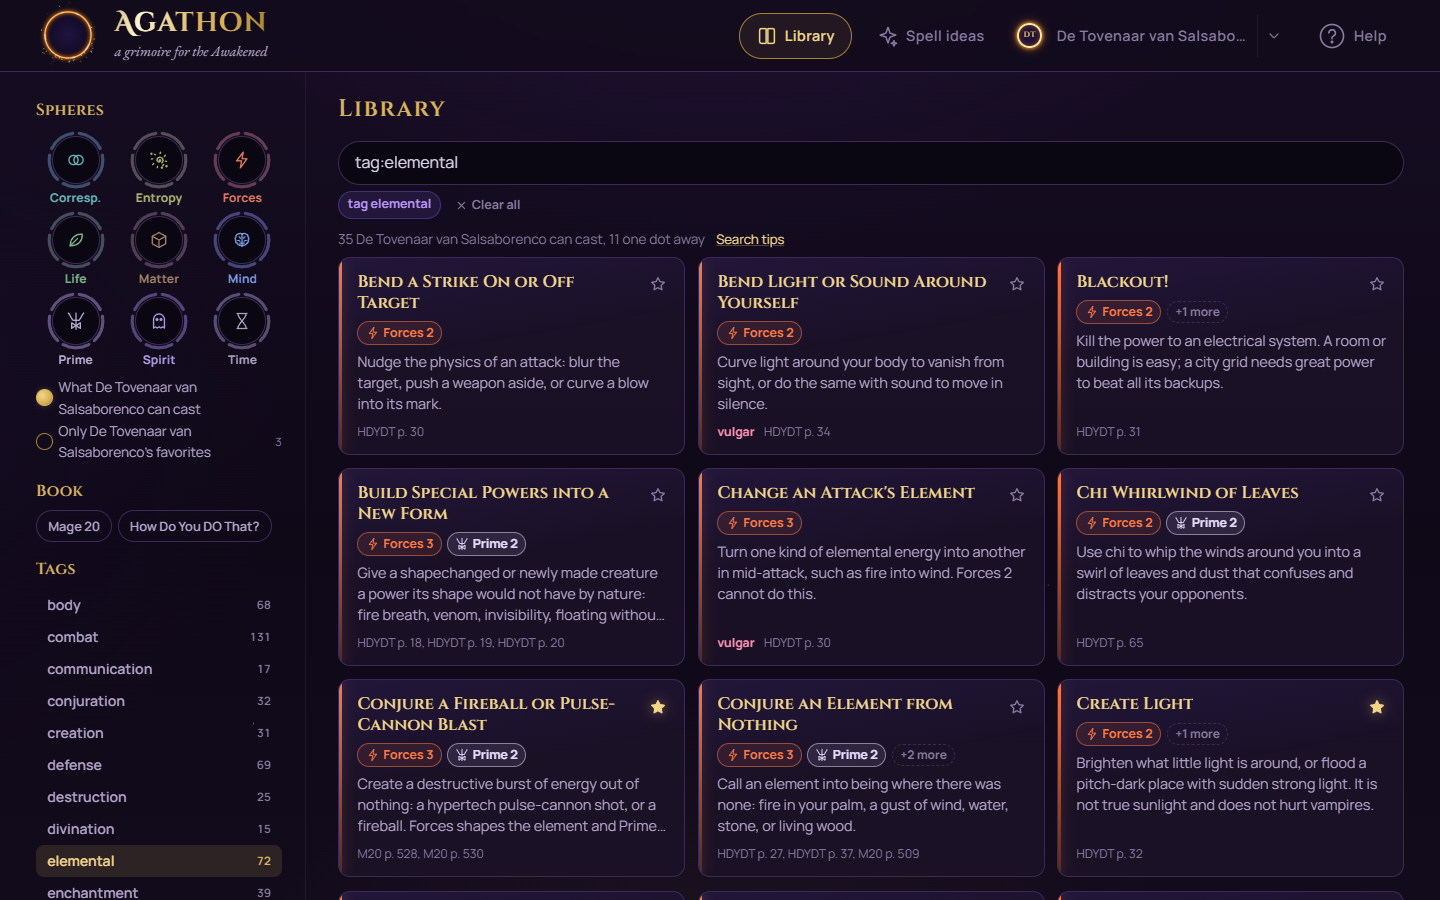 AGATHON
a grimoire for the Awakened
Library
Spell ideas
DT
De Tovenaar van Salsabo...
Help
SPHERES
Corresp.
Entropy
Forces
Life
Matter
Mind
Prime
Spirit
Time
What De Tovenaar van
Salsaborenco can cast
Only De Tovenaar van
Salsaborenco's favorites
3
BOOK
Mage 20
How Do You DO That?
TAGS
body 68
combat 131
communication 17
conjuration 32
creation 31
defense 69
destruction 25
divination 15
elemental 72
enchantment 39
LIBRARY
tag:elemental
tag elemental
Clear all
35 De Tovenaar van Salsaborenco can cast, 11 one dot away
Search tips
BEND A STRIKE ON OR OFF
TARGET
Forces 2
Nudge the physics of an attack: blur the
target, push a weapon aside, or curve a blow
into its mark.
HDYDT p. 30
BEND LIGHT OR SOUND AROUND
YOURSELF
Forces 2
Curve light around your body to vanish from
sight, or do the same with sound to move in
silence.
vulgar HDYDT p. 34
BLACKOUT!
Forces 2 +1 more
Kill the power to an electrical system. A room or
building is easy; a city grid needs great power
to beat all its backups.
HDYDT p. 31
BUILD SPECIAL POWERS INTO A
NEW FORM
Forces 3 Prime 2
Give a shapechanged or newly made creature
a power its shape would not have by nature:
fire breath, venom, invisibility, floating withou...
HDYDT p. 18, HDYDT p. 19, HDYDT p. 20
CHANGE AN ATTACK'S ELEMENT
Forces 3
Turn one kind of elemental energy into another
in mid-attack, such as fire into wind. Forces 2
cannot do this.
vulgar HDYDT p. 30
CHI WHIRLWIND OF LEAVES
Forces 2 Prime 2
Use chi to whip the winds around you into a
swirl of leaves and dust that confuses and
distracts your opponents.
HDYDT p. 65
CONJURE A FIREBALL OR PULSE-
CANNON BLAST
Forces 3 Prime 2
Create a destructive burst of energy out of
nothing: a hypertech pulse-cannon shot, or a
fireball. Forces shapes the element and Prime...
M20 p. 528, M20 p. 530
CONJURE AN ELEMENT FROM
NOTHING
Forces 3 Prime 2 +2 more
Call an element into being where there was
none: fire in your palm, a gust of wind, water,
stone, or living wood.
HDYDT p. 27, HDYDT p. 37, M20 p. 509
CREATE LIGHT
Forces 2 +1 more
Brighten what little light is around, or flood a
pitch-dark place with sudden strong light. It is
not true sunlight and does not hurt vampires.
HDYDT p. 32